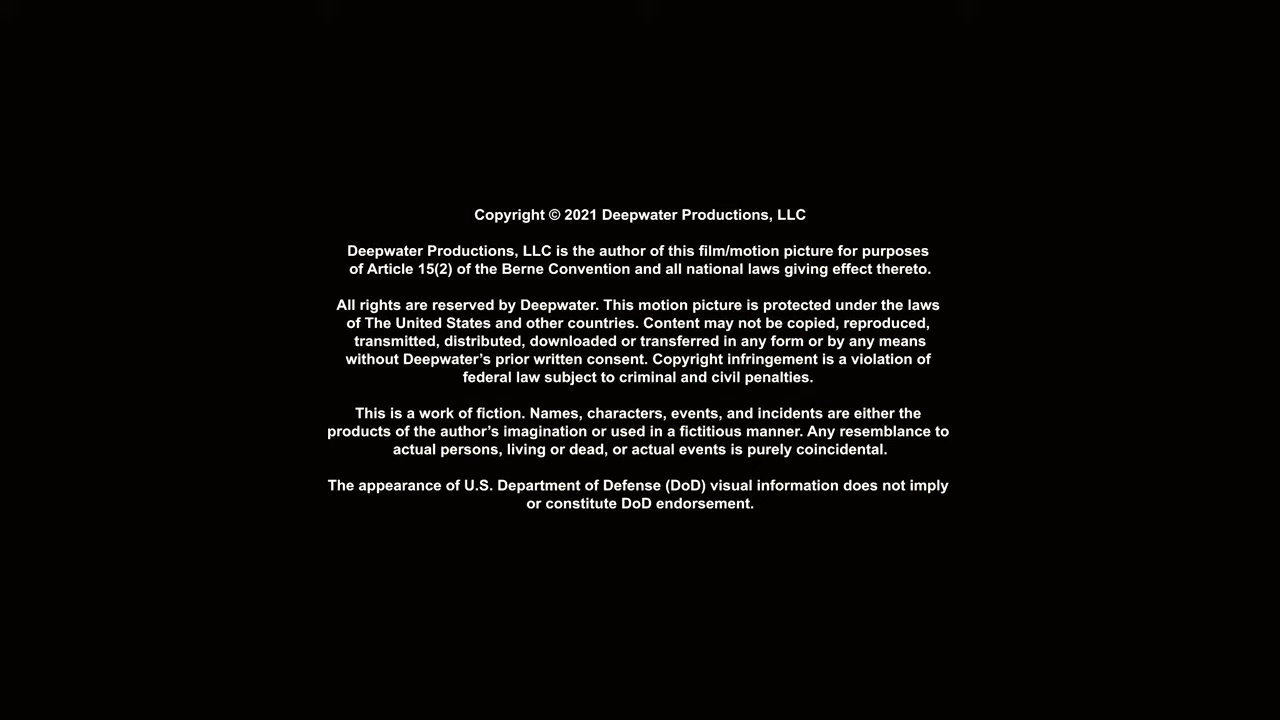 Copyright © 2021 Deepwater Productions, LLC
Deepwater Productions, LLC is the author of this film/motion picture for purposes
of Article 15(2) of the Berne Convention and all national laws giving effect thereto.
All rights are reserved by Deepwater. This motion picture is protected under the laws
of The United States and other countries. Content may not be copied, reproduced,
transmitted, distributed, downloaded or transferred in any form or by any means
without Deepwater’s prior written consent. Copyright infringement is a violation of
federal law subject to criminal and civil penalties.
This is a work of fiction. Names, characters, events, and incidents are either the
products of the author’s imagination or used in a fictitious manner. Any resemblance to
actual persons, living or dead, or actual events is purely coincidental.
The appearance of U.S. Department of Defense (DoD) visual information does not imply
or constitute DoD endorsement.